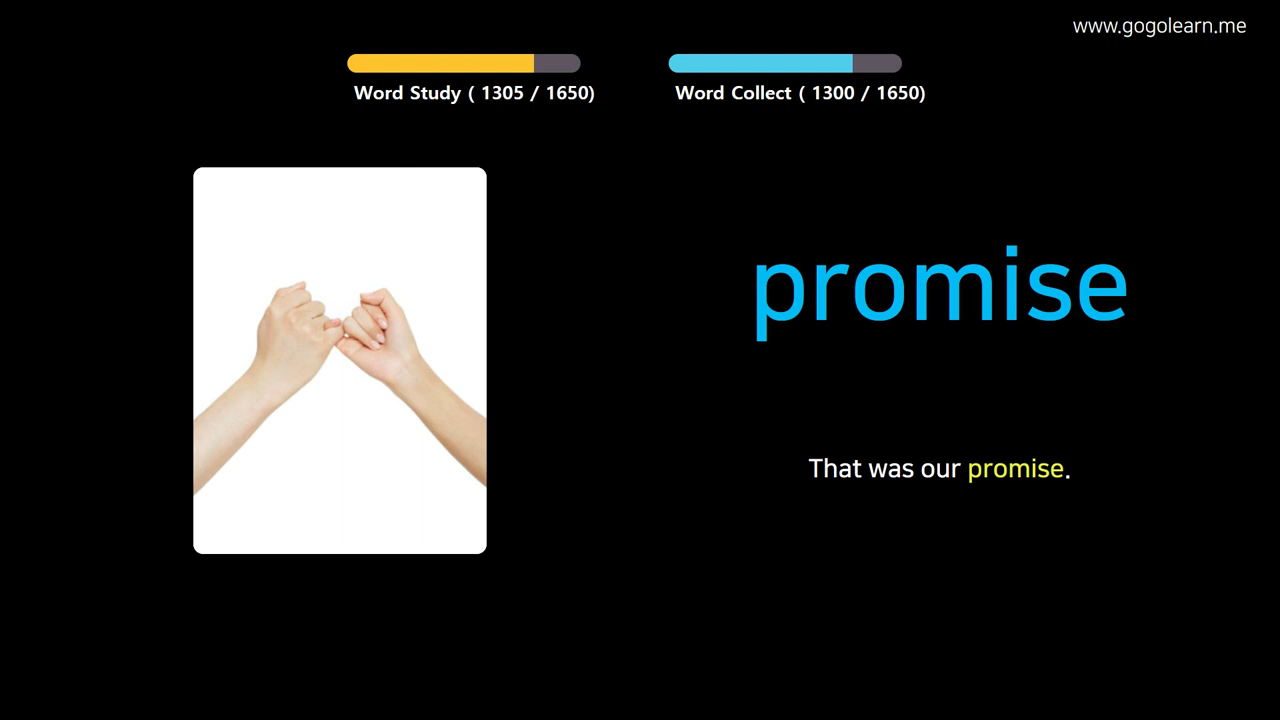 www.gogolearn.me
Word Study ( 1305 / 1650)
Word Collect ( 1300 / 1650)
promise
That was our promise.